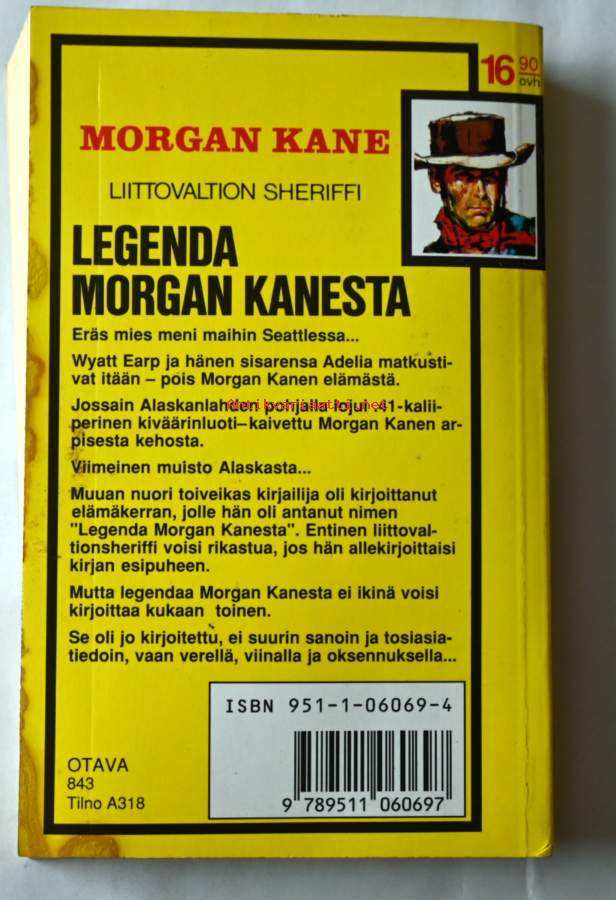 16 90
ovh
MORGAN KANE
LIITTOVALTION SHERIFFI
LEGENDA
MORGAN KANESTA
Eräs mies meni maihin Seattlessa...
Wyatt Earp ja hänen sisarensa Adelia matkusti-
vat itään – pois Morgan Kanen elämästä.
Jossain Alaskanlahden pohjalla lojui 41-kalii-
perinen kiväärinluoti–kaivettu Morgan Kanen ar-
pisesta kehosta.
Viimeinen muisto Alaskasta...
Muuan nuori toiveikas kirjailija oli kirjoittanut
elämäkerran, jolle hän oli antanut nimen
"Legenda Morgan Kanesta". Entinen liittoval-
tionsheriffi voisi rikastua, jos hän allekirjoittaisi
kirjan esipuheen.
Mutta legendaa Morgan Kanesta ei ikinä voisi
kirjoittaa kukaan toinen.
Se oli jo kirjoitettu, ei suurin sanoin ja tosiasia-
tiedoin, vaan verellä, viinalla ja oksennuksella...
ISBN 951-1-06069-4
9 789511 060697
OTAVA
843
Tilno A318